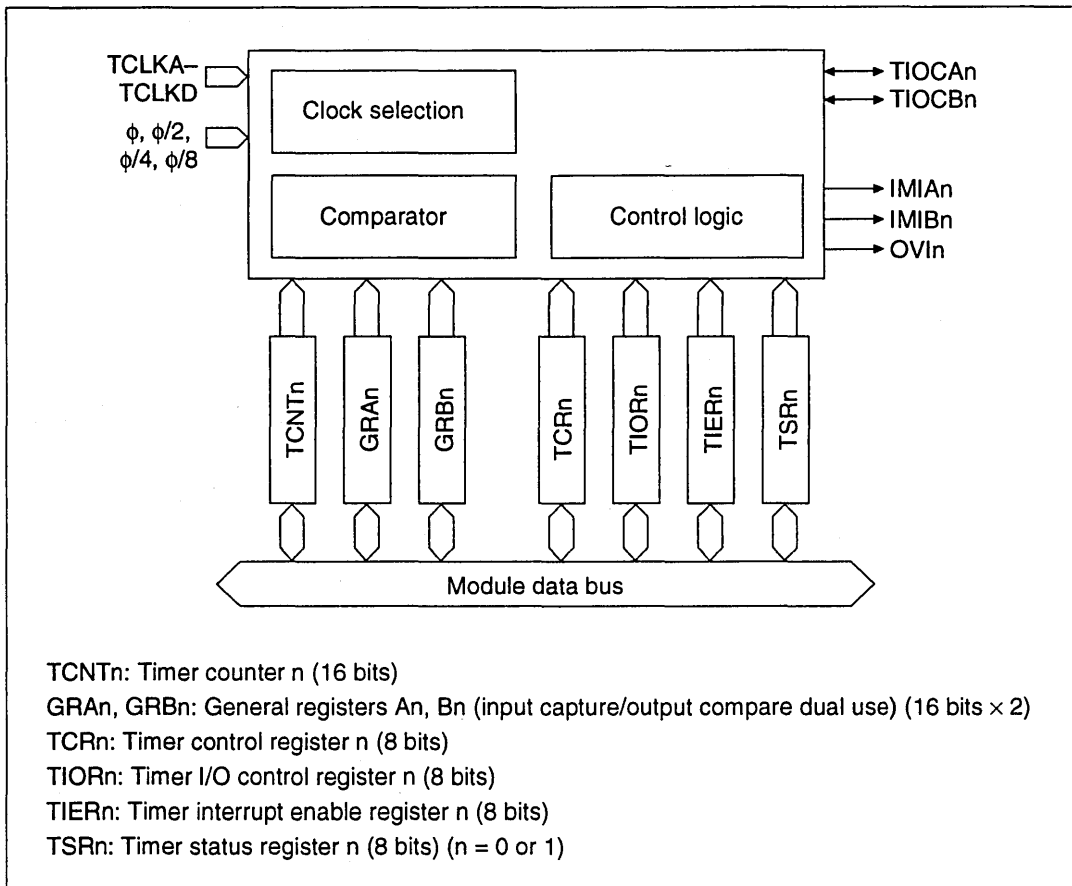 TCLKA–
TCLKD
ϕ, ϕ/2,
ϕ/4, ϕ/8
Clock selection
Comparator
Control logic
TIOCAn
TIOCBn
IMIAn
IMIBn
OVIn
TCNTn
GRAn
GRBn
TCRn
TIORn
TIERn
TSRn
Module data bus
TCNTn: Timer counter n (16 bits)
GRAn, GRBn: General registers An, Bn (input capture/output compare dual use) (16 bits × 2)
TCRn: Timer control register n (8 bits)
TIORn: Timer I/O control register n (8 bits)
TIERn: Timer interrupt enable register n (8 bits)
TSRn: Timer status register n (8 bits) (n = 0 or 1)